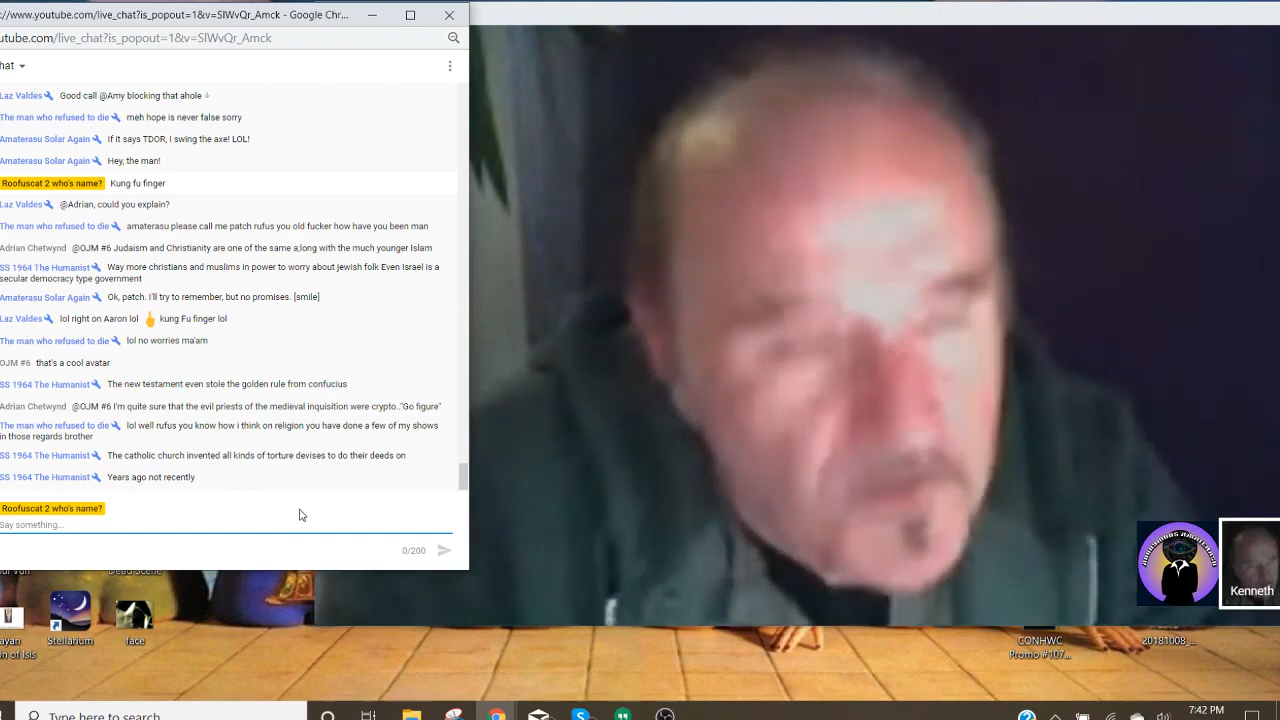 ://www.youtube.com/live_chat?is_popout=1&v=SlWvQr_Amck - Google Chr...
utube.com/live_chat?is_popout=1&v=SlWvQr_Amck
hat
Laz Valdes Good call @Amy blocking that ahole
The man who refused to die meh hope is never false sorry
Amaterasu Solar Again If it says TDOR, I swing the axe! LOL!
Amaterasu Solar Again Hey, the man!
Roofuscat 2 who's name? Kung fu finger
Laz Valdes @Adrian, could you explain?
The man who refused to die amaterasu please call me patch rufus you old fucker how have you been man
Adrian Chetwynd @OJM #6 Judaism and Christianity are one of the same a;long with the much younger Islam
SS 1964 The Humanist Way more christians and muslims in power to worry about jewish folk Even Israel is a
secular democracy type government
Amaterasu Solar Again Ok, patch. I'll try to remember, but no promises. [smile]
Laz Valdes lol right on Aaron lol 🖕 kung Fu finger lol
The man who refused to die lol no worries ma'am
OJM #6 that's a cool avatar
SS 1964 The Humanist The new testament even stole the golden rule from confucius
Adrian Chetwynd @OJM #6 I'm quite sure that the evil priests of the medieval inquisition were crypto.."Go figure"
The man who refused to die lol well rufus you know how i think on religion you have done a few of my shows
in those regards brother
SS 1964 The Humanist The catholic church invented all kinds of torture devises to do their deeds on
SS 1964 The Humanist Years ago not recently
Roofuscat 2 who's name?
Say something...
0/200
Kenneth
Dead Scene
ayan
on of Isis
Stellarium
face
CONHWC
Promo #107...
20181008_...
Type here to search
7:42 PM